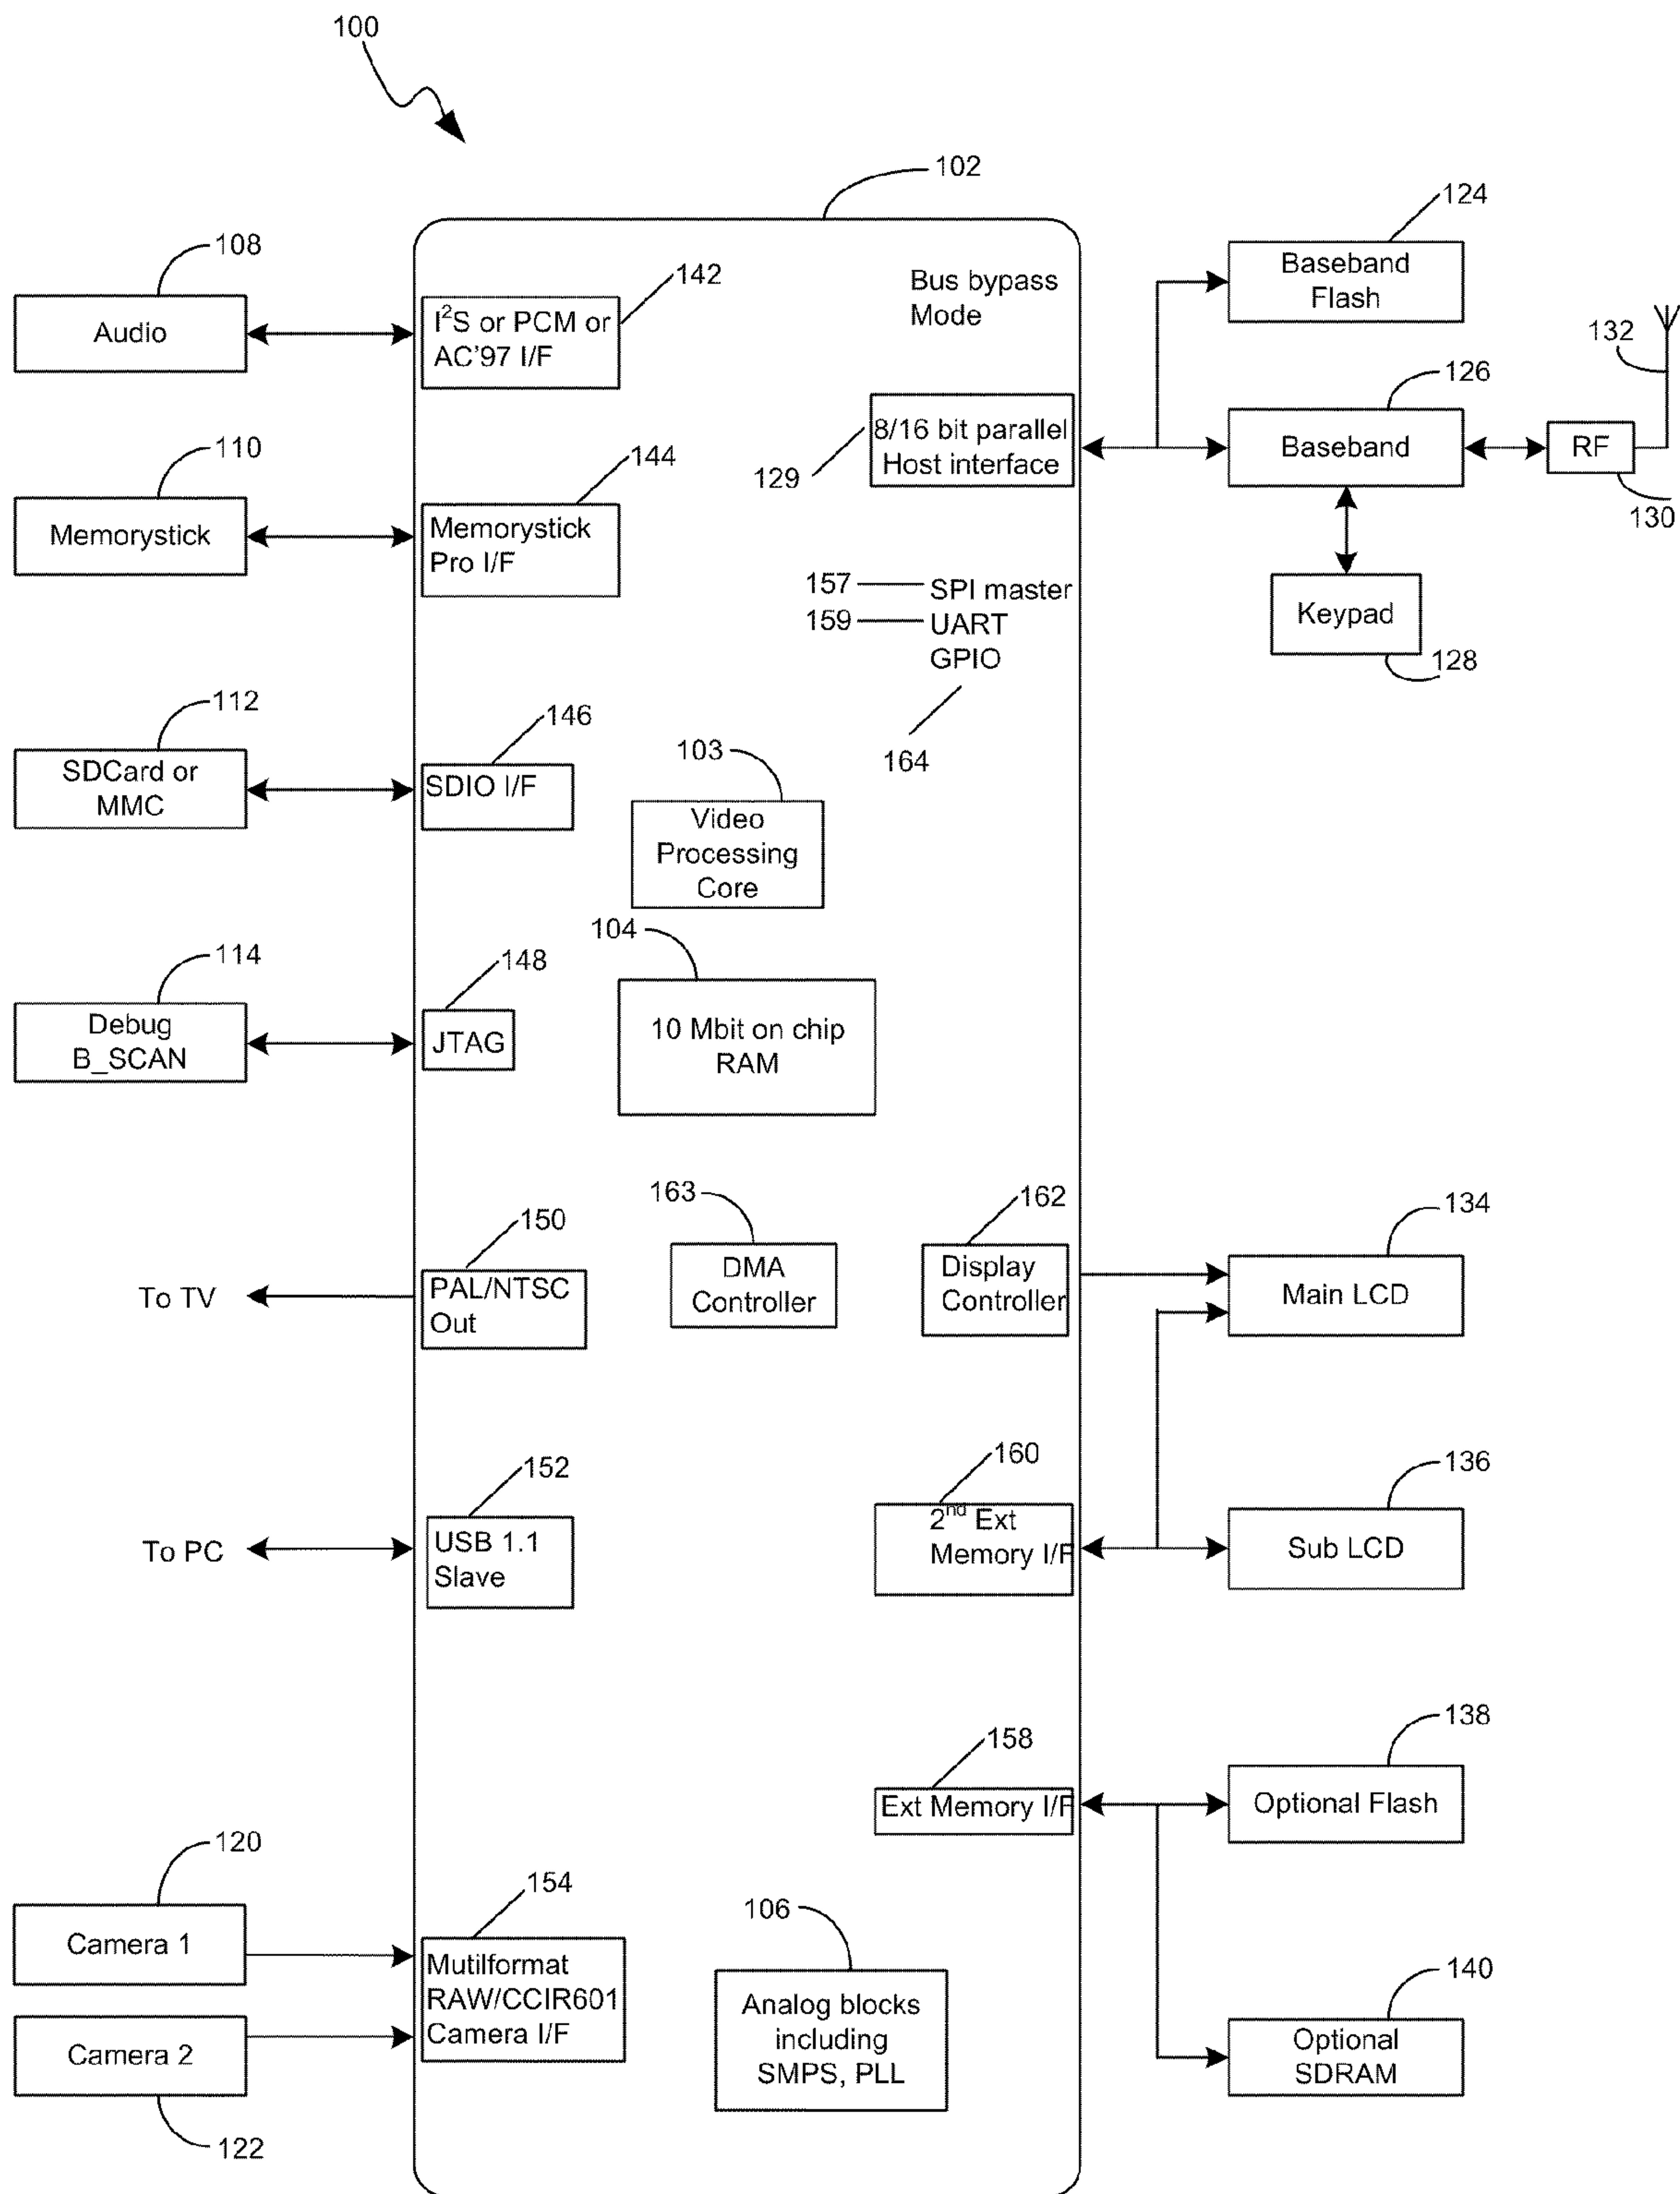 100
102
124
108
142
Bus bypass
Mode
Baseband
Flash
Audio
I²S or PCM or
AC'97 I/F
132
126
110
144
129
8/16 bit parallel
Host interface
Baseband
RF
130
Memorystick
Memorystick
Pro I/F
157
SPI master
159
UART
GPIO
Keypad
128
112
146
103
164
SDCard or
MMC
SDIO I/F
Video
Processing
Core
104
114
148
Debug
B_SCAN
JTAG
10 Mbit on chip
RAM
163
162
134
150
To TV
PAL/NTSC
Out
DMA
Controller
Display
Controller
Main LCD
152
160
136
To PC
USB 1.1
Slave
2nd Ext
Memory I/F
Sub LCD
158
138
Ext Memory I/F
Optional Flash
120
154
106
Camera 1
Mutilformat
RAW/CCIR601
Camera I/F
Analog blocks
including
SMPS, PLL
140
Camera 2
Optional
SDRAM
122